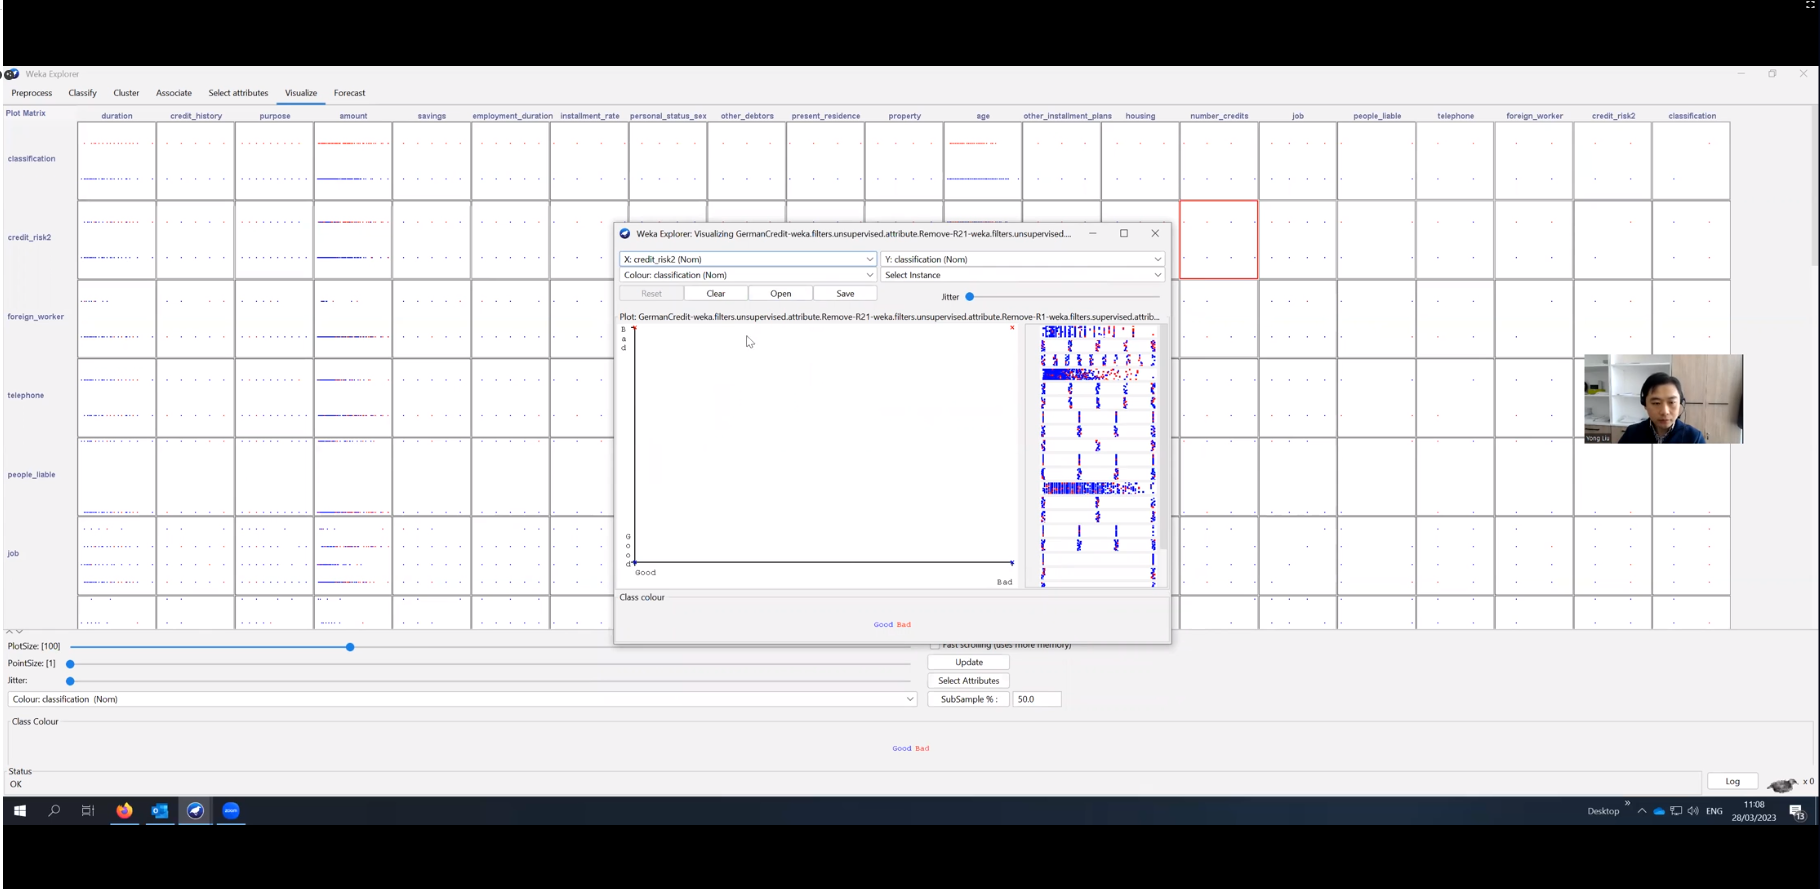 Weka Explorer
Preprocess Classify Cluster Associate Select attributes Visualize Forecast
Plot Matrix duration credit_history purpose amount savings employment_duration installment_rate personal_status_sex other_debtors present_residence property age other_installment_plans housing number_credits job people_liable telephone foreign_worker credit_risk2 classification
classification
credit_risk2
Weka Explorer: Visualizing GermanCredit-weka.filters.unsupervised.attribute.Remove-R21-weka.filters.unsupervised....
X: credit_risk2 (Nom) Y: classification (Nom)
Colour: classification (Nom) Select Instance
Reset Clear Open Save Jitter
foreign_worker
Plot: GermanCredit-weka.filters.unsupervised.attribute.Remove-R21-weka.filters.unsupervised.attribute.Remove-R1-weka.filters.supervised.attrib...
Bad
telephone
Yong Liu
people_liable
Good
job
Good
Bad
Class colour
Good Bad
PlotSize: [100] Fast scrolling (uses more memory)
PointSize: [1] Update
Jitter: Select Attributes
Colour: classification (Nom) SubSample % : 50.0
Class Colour
Good Bad
Status
OK Log x 0
Desktop » ENG 11:08
28/03/2023 13